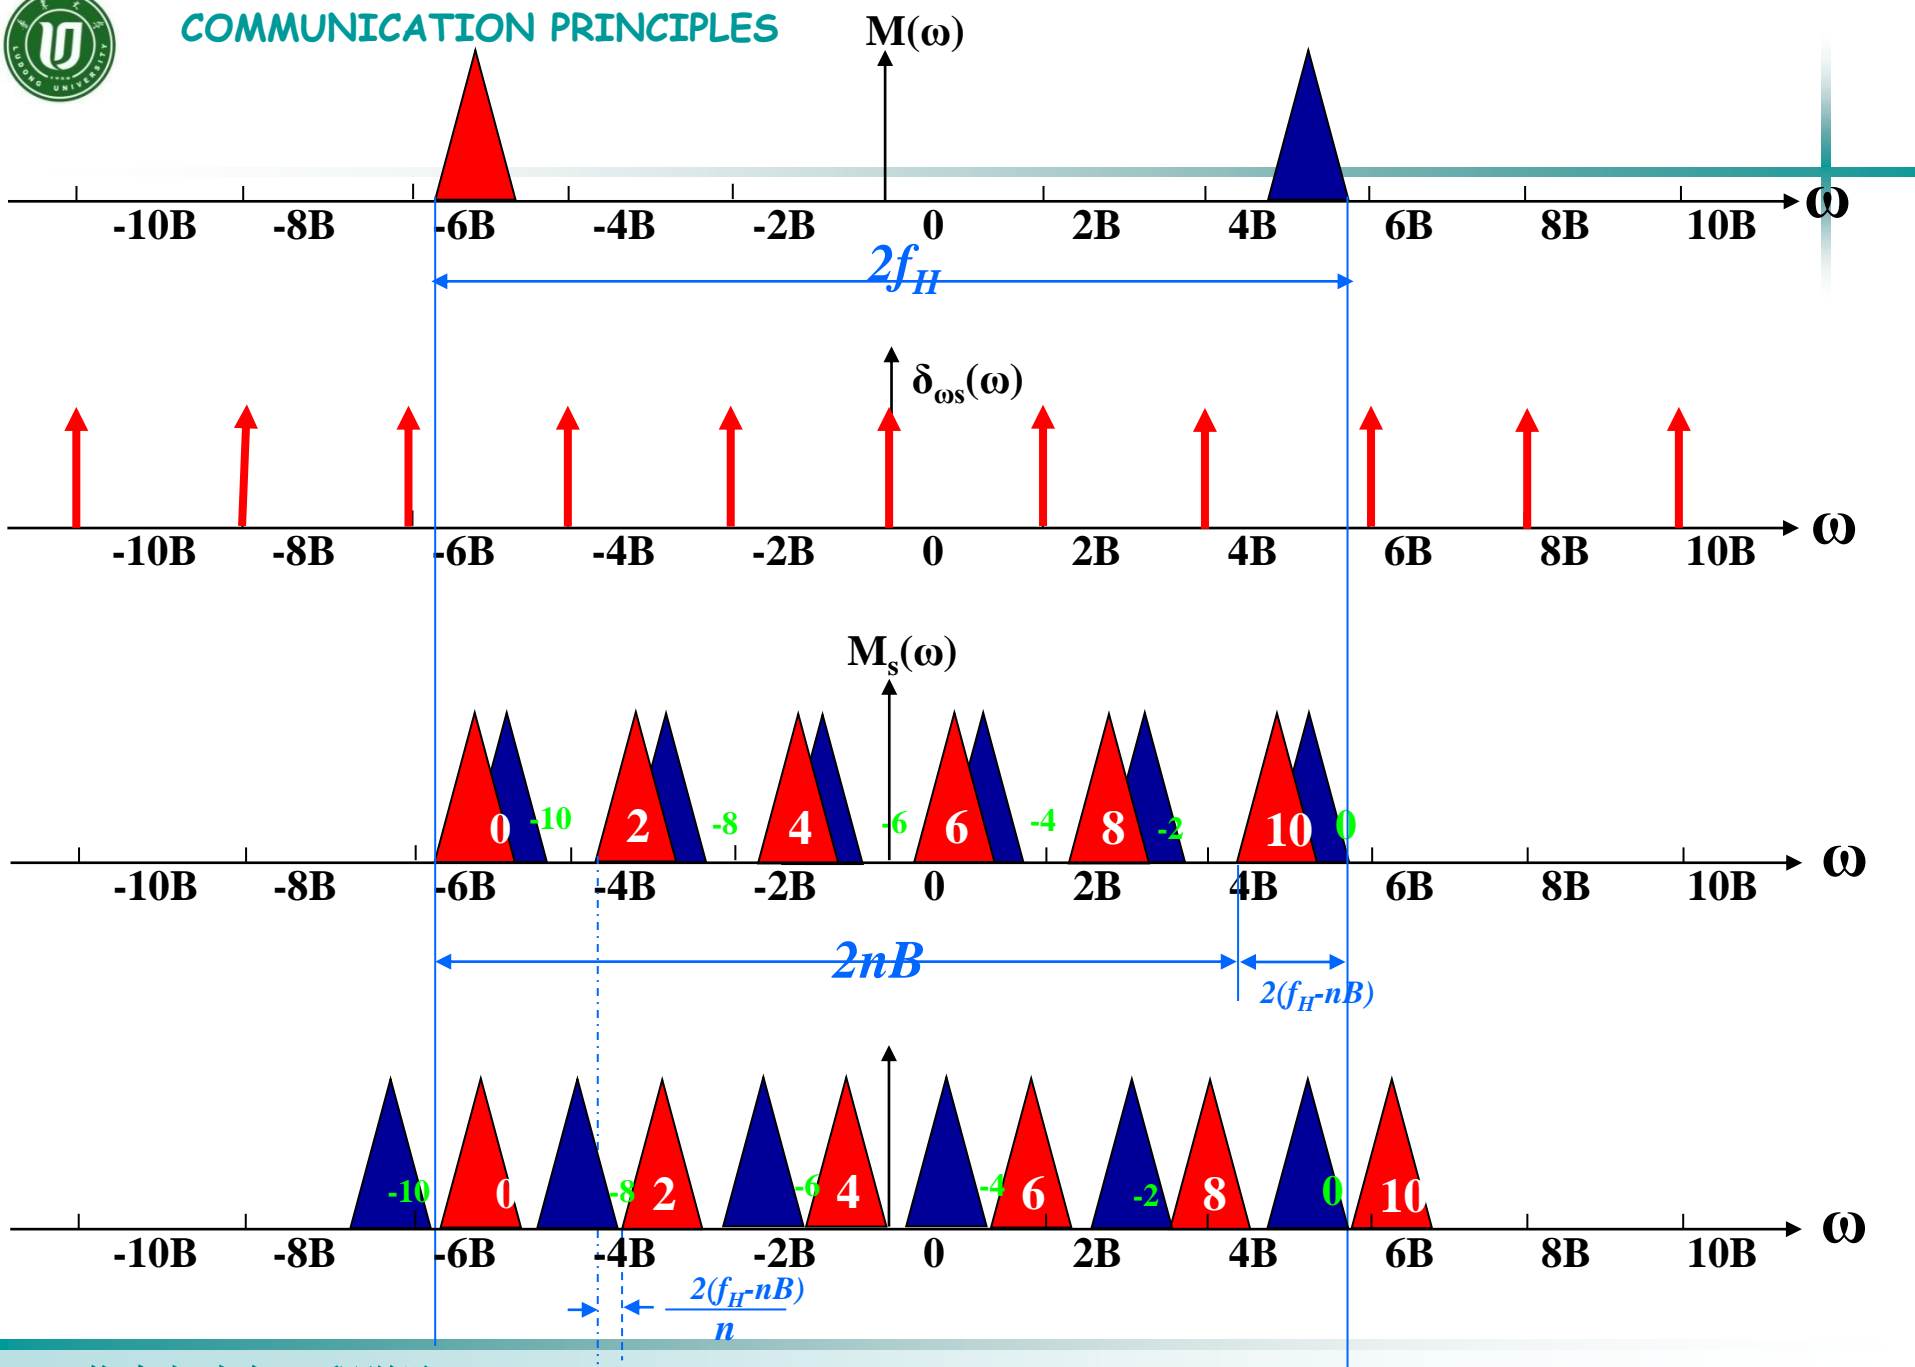 COMMUNICATION PRINCIPLES
LUDONG UNIVERSITY
M(ω)
-10B -8B -6B -4B -2B 0 2B 4B 6B 8B 10B ω
2f_H
δ_ωs(ω)
-10B -8B -6B -4B -2B 0 2B 4B 6B 8B 10B ω
M_s(ω)
0 -10 2 -8 4 -6 6 -4 8 -2 10 0
-10B -8B -6B -4B -2B 0 2B 4B 6B 8B 10B ω
2nB
2(f_H-nB)
-10 0 -8 2 -6 4 -4 6 -2 8 0 10
-10B -8B -6B -4B -2B 0 2B 4B 6B 8B 10B ω
2(f_H-nB)
n